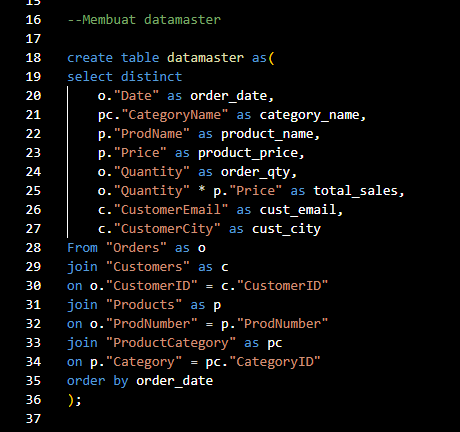 15
16 --Membuat datamaster
17
18 create table datamaster as(
19 select distinct
20 o."Date" as order_date,
21 pc."CategoryName" as category_name,
22 p."ProdName" as product_name,
23 p."Price" as product_price,
24 o."Quantity" as order_qty,
25 o."Quantity" * p."Price" as total_sales,
26 c."CustomerEmail" as cust_email,
27 c."CustomerCity" as cust_city
28 From "Orders" as o
29 join "Customers" as c
30 on o."CustomerID" = c."CustomerID"
31 join "Products" as p
32 on o."ProdNumber" = p."ProdNumber"
33 join "ProductCategory" as pc
34 on p."Category" = pc."CategoryID"
35 order by order_date
36 );
37